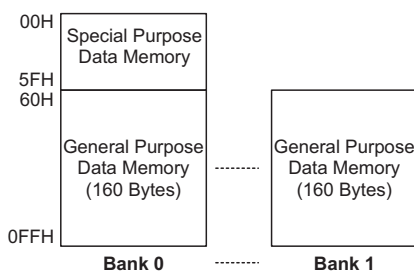 00H
Special Purpose
Data Memory
5FH
60H
General Purpose
Data Memory
(160 Bytes)
General Purpose
Data Memory
(160 Bytes)
0FFH
Bank 0
Bank 1